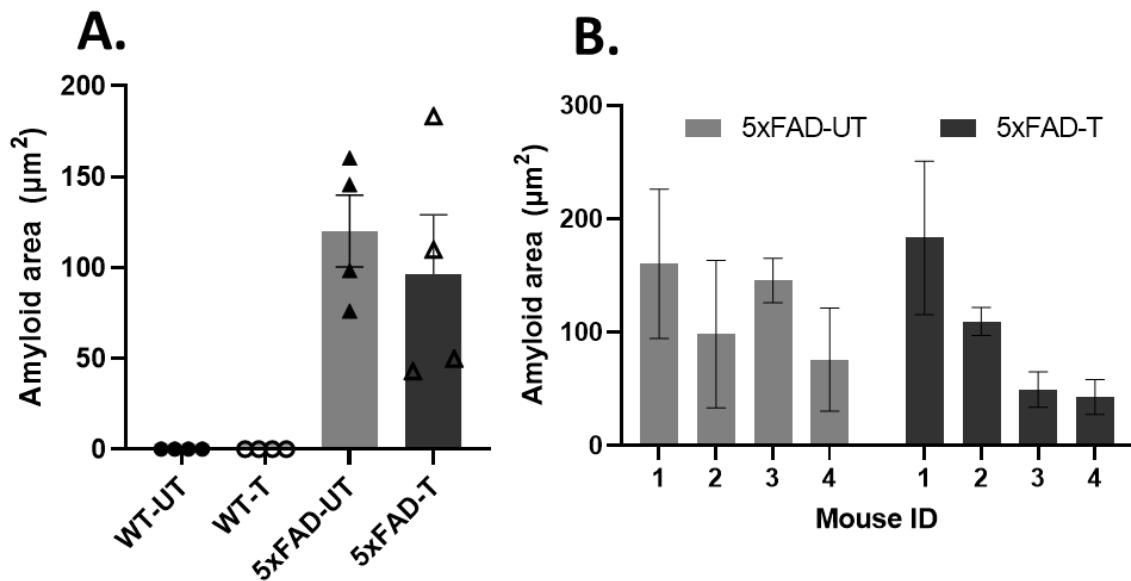 A.
Amyloid area (µm²)
200
150
100
50
0
WT-UT
WT-T
5xFAD-UT
5xFAD-T
B.
Amyloid area (µm²)
300
200
100
0
5xFAD-UT
5xFAD-T
1 2 3 4 1 2 3 4
Mouse ID